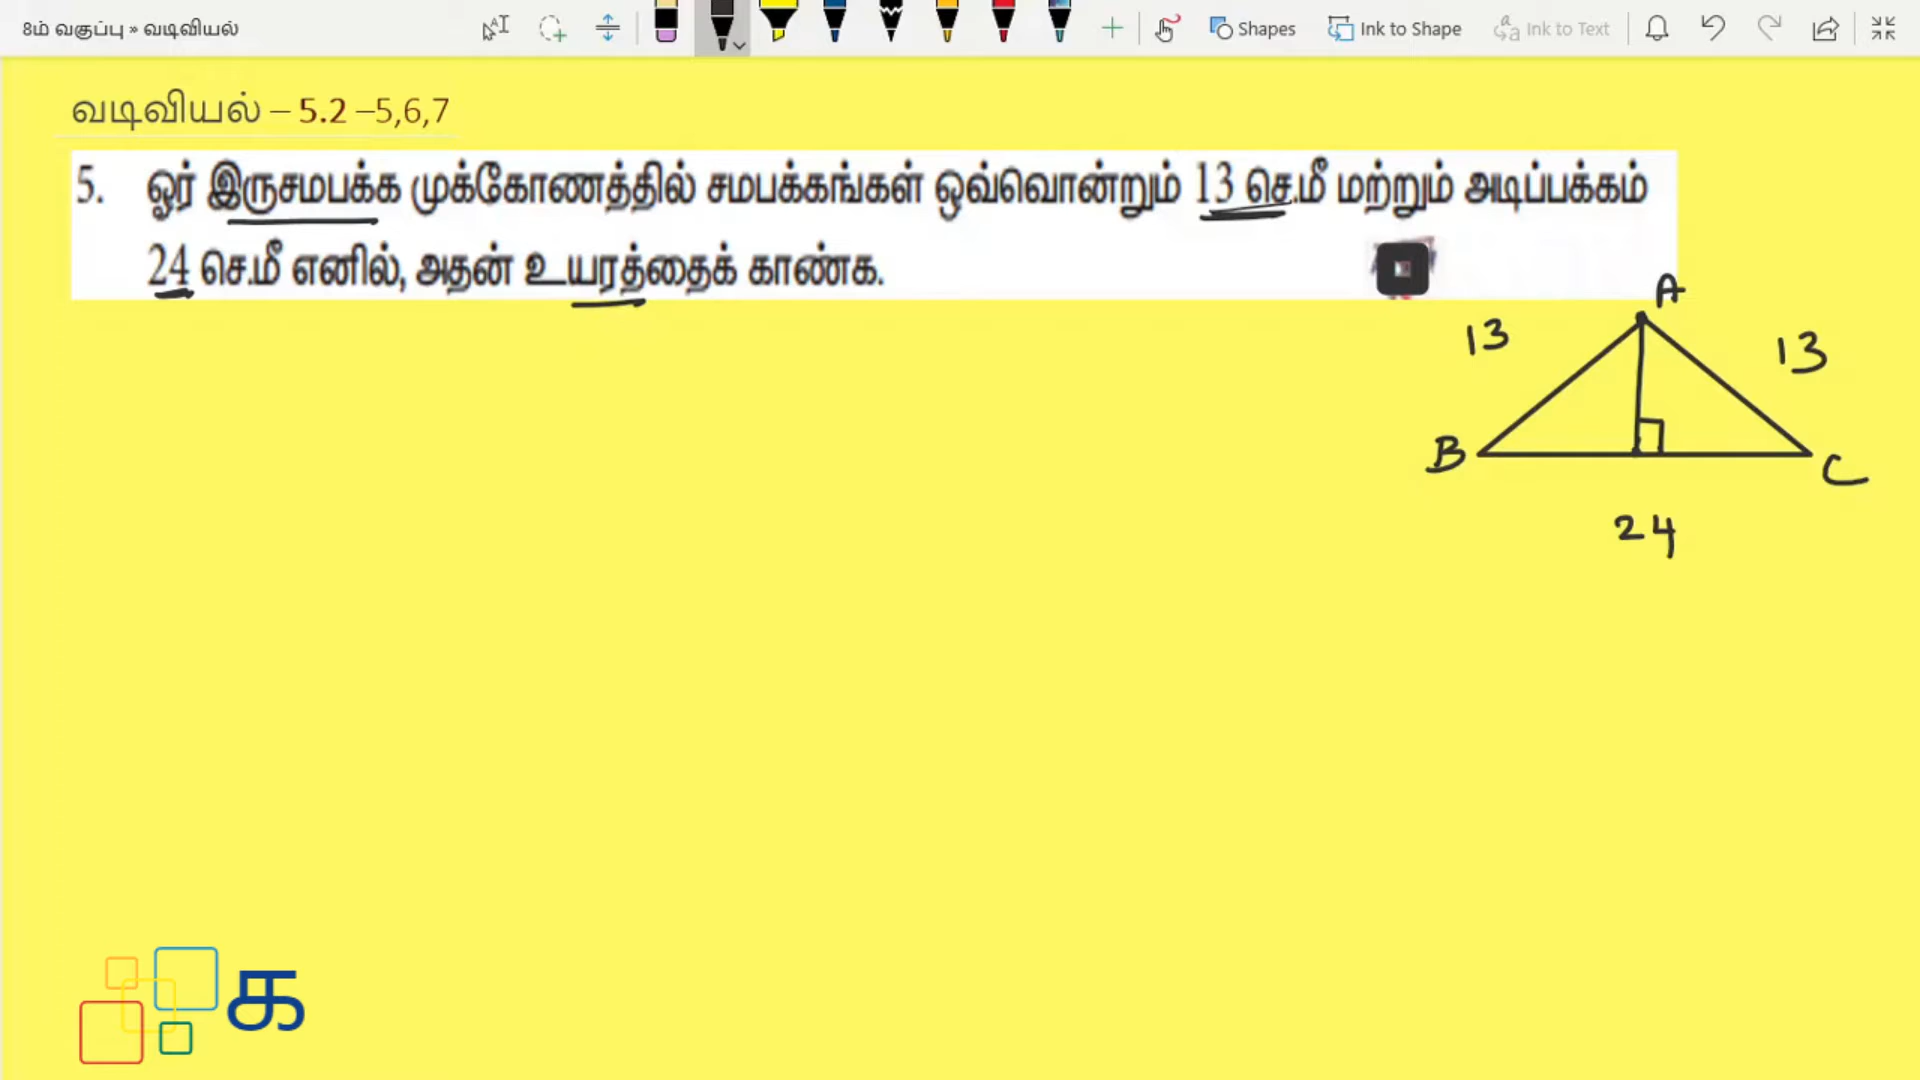 8ம் வகுப்பு » வடிவியல்
Shapes
Ink to Shape
Ink to Text
வடிவியல் – 5.2 –5,6,7
5. ஓர் இருசமபக்க முக்கோணத்தில் சமபக்கங்கள் ஒவ்வொன்றும் 13 செ.மீ மற்றும் அடிப்பக்கம்
24 செ.மீ எனில், அதன் உயரத்தைக் காண்க.
A
13
13
B
C
24
க